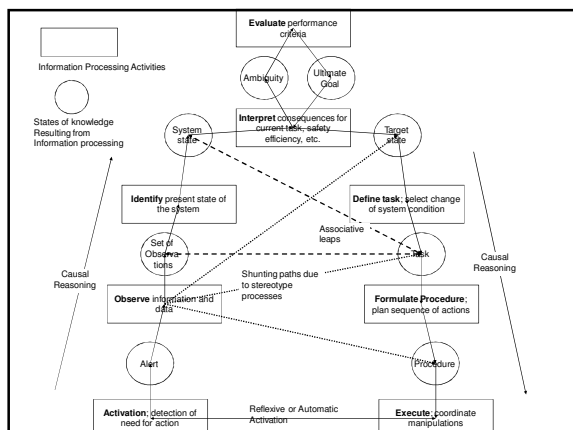 Evaluate performance
criteria
Information Processing Activities
Ambiguity
Ultimate
Goal
States of knowledge
Resulting from
Information processing
System
state
Interpret consequences for
current task, safety
efficiency, etc.
Target
state
Identify present state of
the system
Define task; select change
of system condition
Associative
leaps
Set of
Observa-
tions
Task
Causal
Reasoning
Shunting paths due
to stereotype
processes
Causal
Reasoning
Observe information and
data
Formulate Procedure;
plan sequence of actions
Alert
Procedure
Activation; detection of
need for action
Reflexive or Automatic
Activation
Execute; coordinate
manipulations